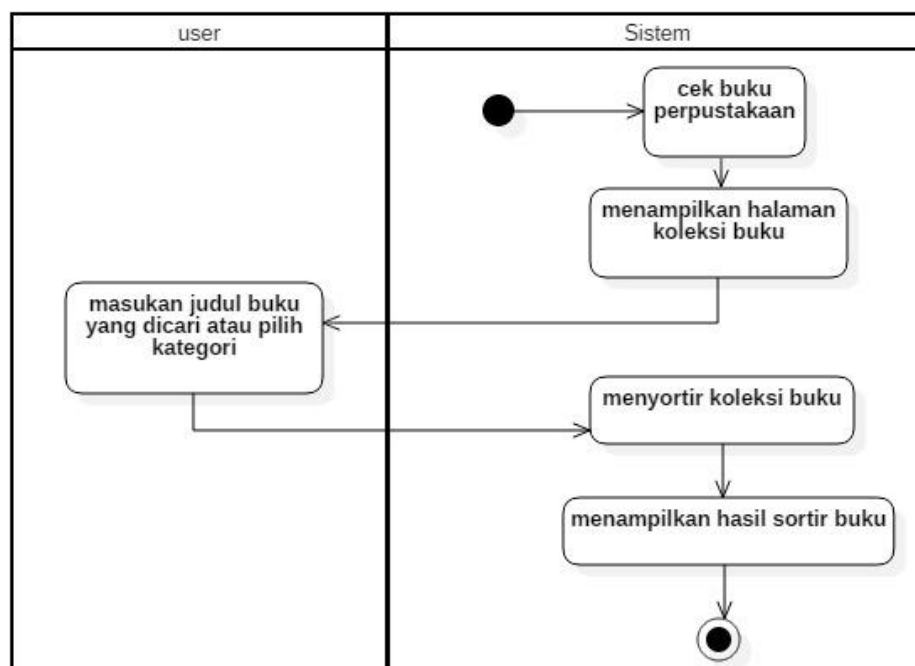 user
Sistem
cek buku
perpustakaan
menampilkan halaman
koleksi buku
masukan judul buku
yang dicari atau pilih
kategori
menyortir koleksi buku
menampilkan hasil sortir buku